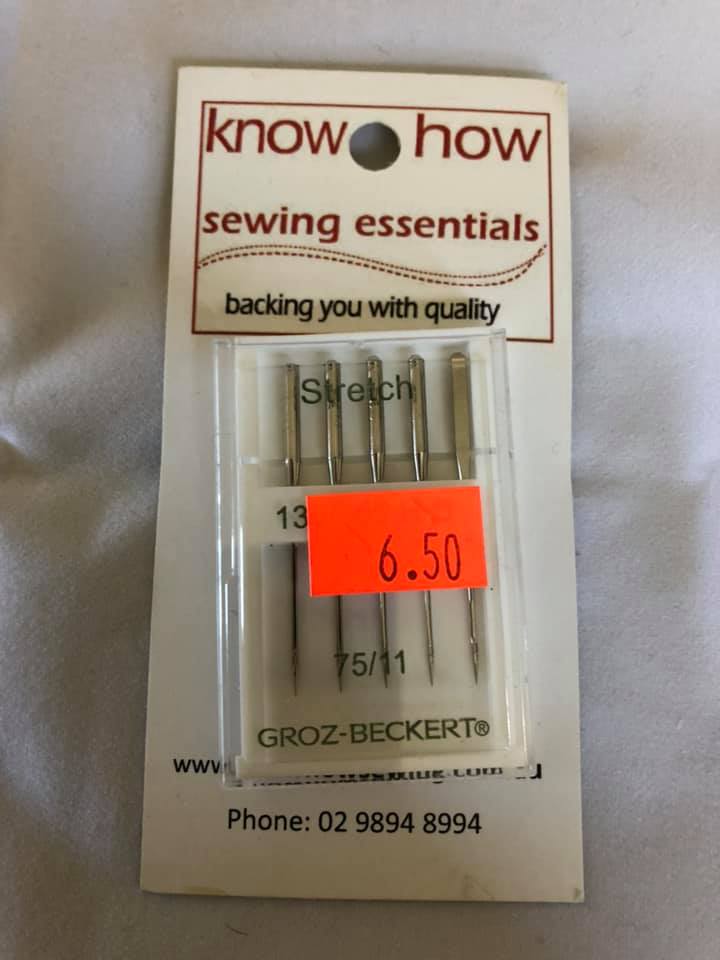 know how
sewing essentials
backing you with quality
Stretch
13
6.50
75/11
GROZ-BECKERT®
www
Phone: 02 9894 8994